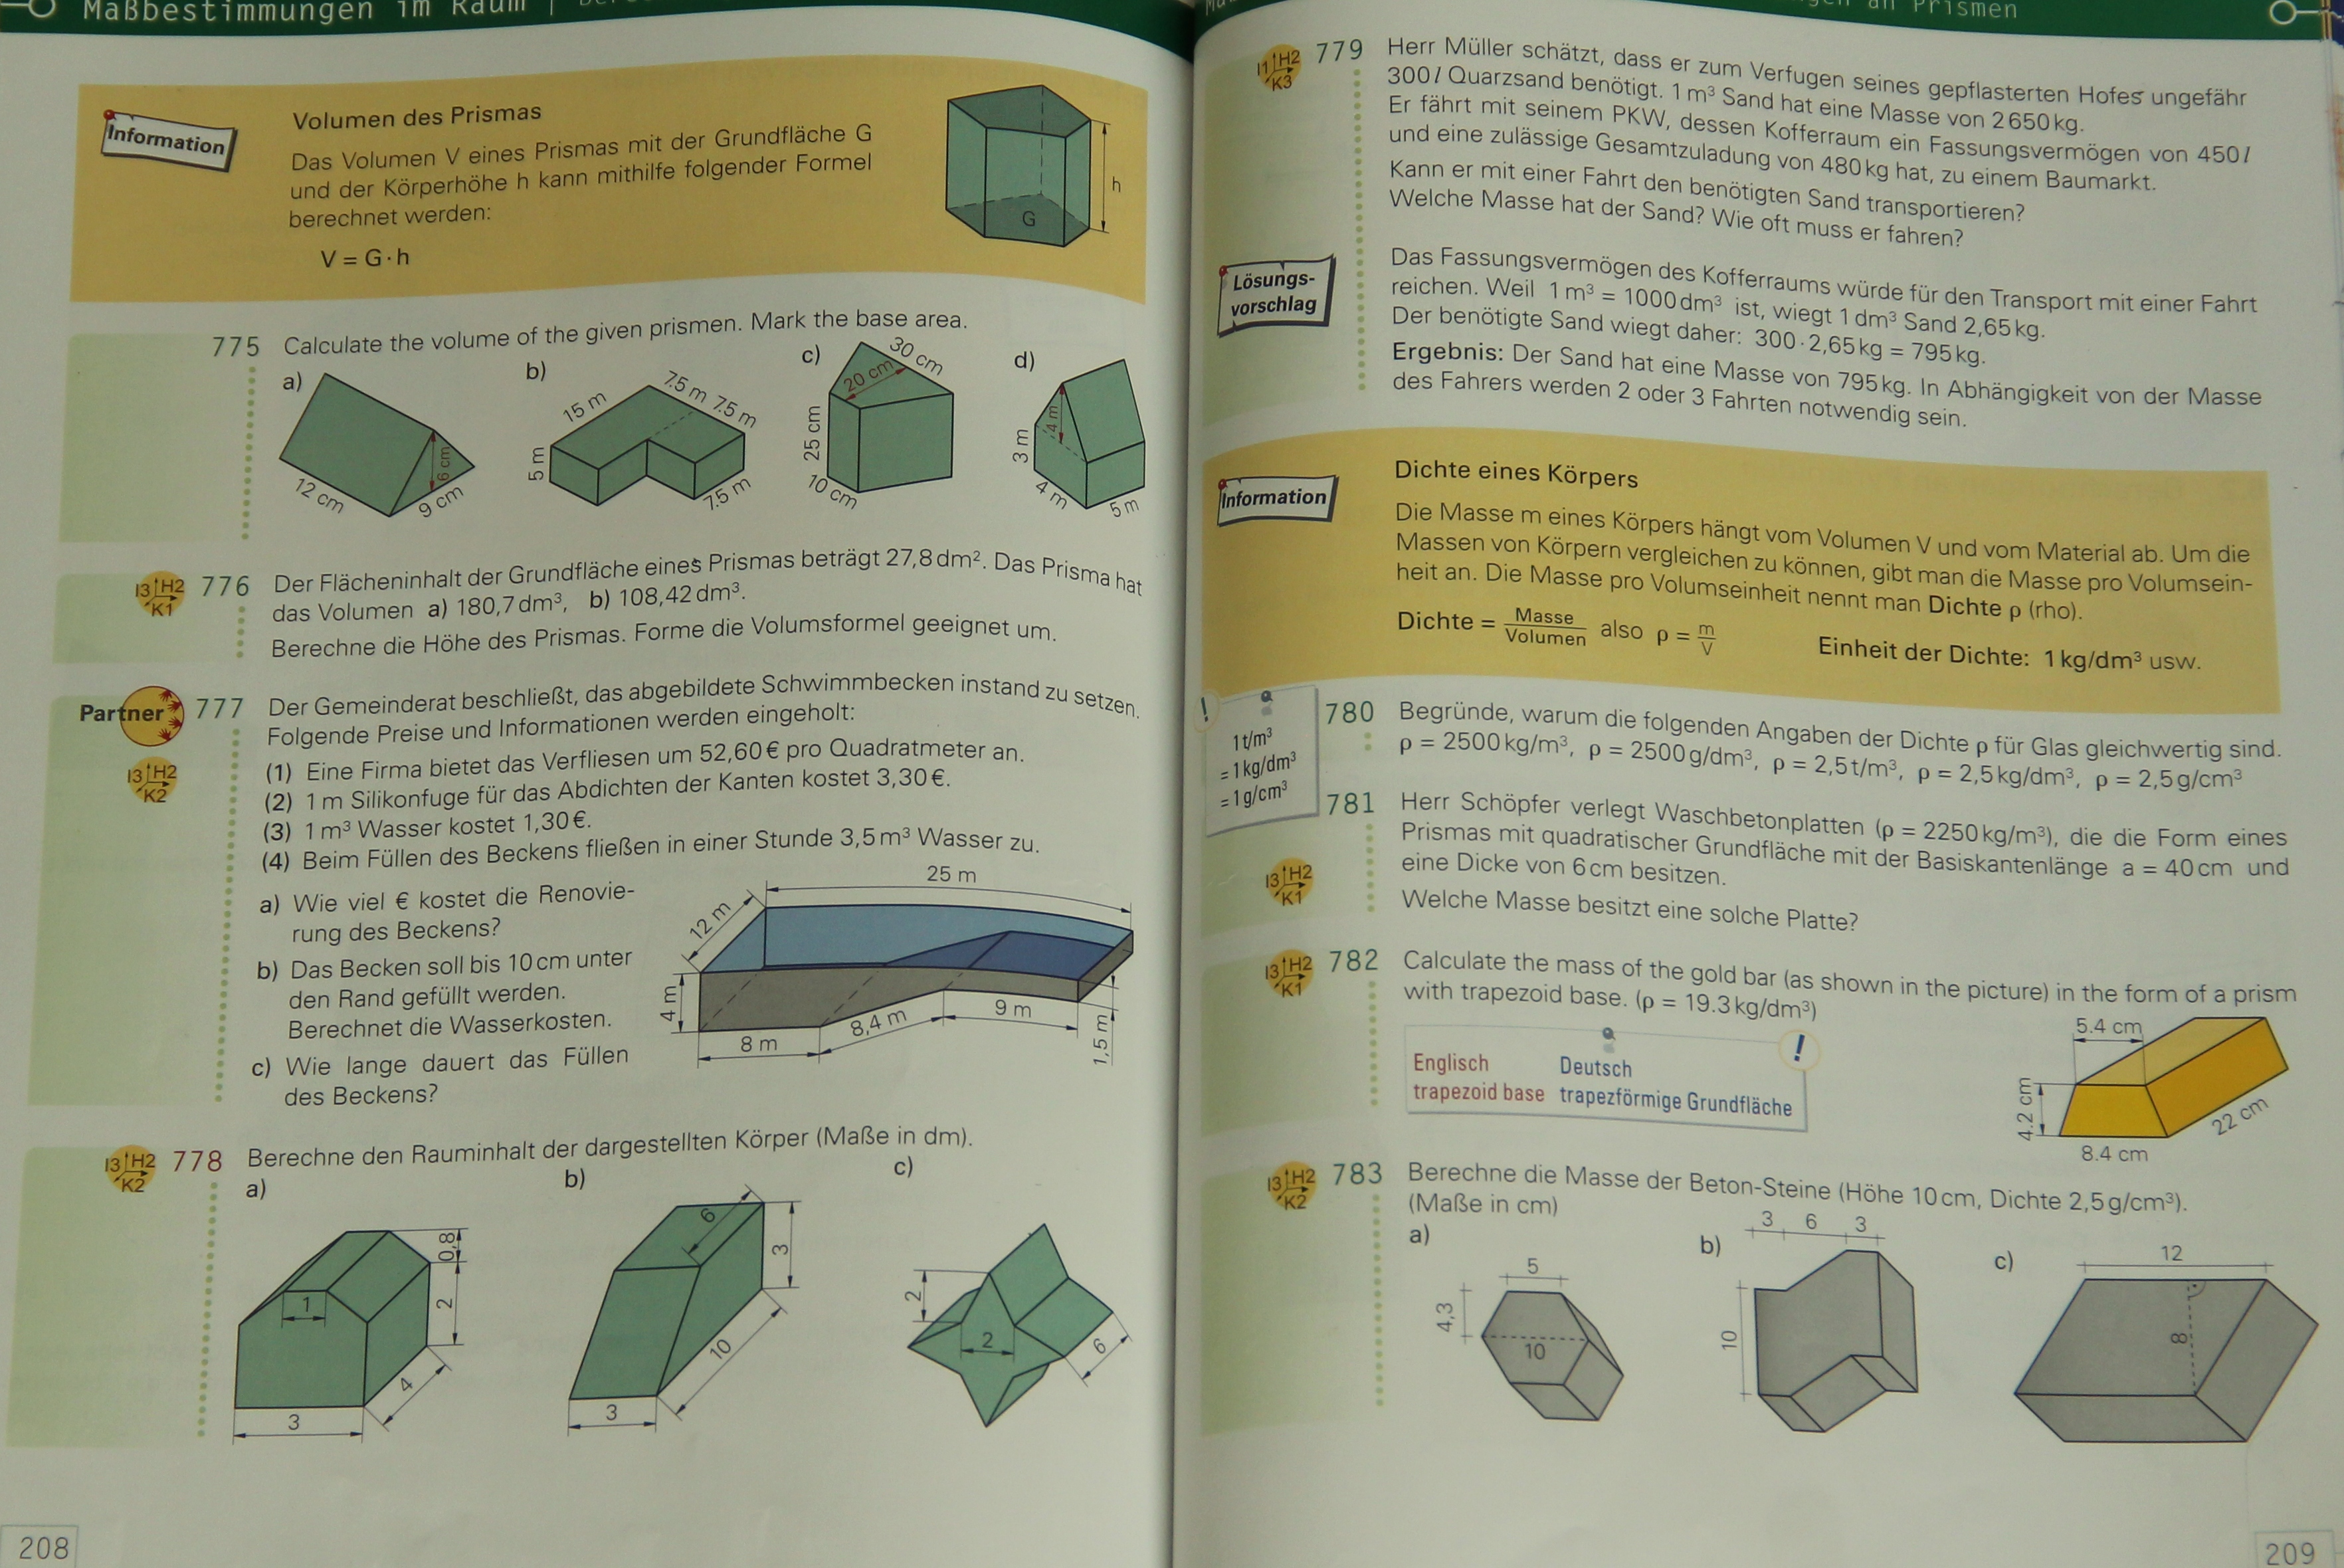 Maßbestimmungen im Raum |
Information
Volumen des Prismas
Das Volumen V eines Prismas mit der Grundfläche G
und der Körperhöhe h kann mithilfe folgender Formel
berechnet werden:
V = G · h
h
G
775 Calculate the volume of the given prismen. Mark the base area.
a)
12 cm
9 cm
6 cm
b)
15 m
7.5 m 7.5 m
5 m
7.5 m
c)
30 cm
20 cm
25 cm
10 cm
d)
4 m
3 m
4 m
5 m
I3 H2
K1
776 Der Flächeninhalt der Grundfläche eines Prismas beträgt 27,8 dm². Das Prisma hat
das Volumen a) 180,7 dm³, b) 108,42 dm³.
Berechne die Höhe des Prismas. Forme die Volumsformel geeignet um.
Partner
I3 H2
K2
777 Der Gemeinderat beschließt, das abgebildete Schwimmbecken instand zu setzen.
Folgende Preise und Informationen werden eingeholt:
(1) Eine Firma bietet das Verfliesen um 52,60 € pro Quadratmeter an.
(2) 1 m Silikonfuge für das Abdichten der Kanten kostet 3,30 €.
(3) 1 m³ Wasser kostet 1,30 €.
(4) Beim Füllen des Beckens fließen in einer Stunde 3,5 m³ Wasser zu.
a) Wie viel € kostet die Renovie-
rung des Beckens?
b) Das Becken soll bis 10 cm unter
den Rand gefüllt werden.
Berechnet die Wasserkosten.
c) Wie lange dauert das Füllen
des Beckens?
25 m
12 m
4 m
8 m
8,4 m
9 m
1,5 m
I3 H2
K2
778 Berechne den Rauminhalt der dargestellten Körper (Maße in dm).
a)
0,8
1
2
4
3
b)
6
3
10
3
c)
2
2
6
208
an Prismen
I1 H2
K3
779 Herr Müller schätzt, dass er zum Verfugen seines gepflasterten Hofes ungefähr
300 l Quarzsand benötigt. 1 m³ Sand hat eine Masse von 2 650 kg.
Er fährt mit seinem PKW, dessen Kofferraum ein Fassungsvermögen von 450 l
und eine zulässige Gesamtzuladung von 480 kg hat, zu einem Baumarkt.
Kann er mit einer Fahrt den benötigten Sand transportieren?
Welche Masse hat der Sand? Wie oft muss er fahren?
Lösungs-
vorschlag
Das Fassungsvermögen des Kofferraums würde für den Transport mit einer Fahrt
reichen. Weil 1 m³ = 1000 dm³ ist, wiegt 1 dm³ Sand 2,65 kg.
Der benötigte Sand wiegt daher: 300 · 2,65 kg = 795 kg.
Ergebnis: Der Sand hat eine Masse von 795 kg. In Abhängigkeit von der Masse
des Fahrers werden 2 oder 3 Fahrten notwendig sein.
Information
Dichte eines Körpers
Die Masse m eines Körpers hängt vom Volumen V und vom Material ab. Um die
Massen von Körpern vergleichen zu können, gibt man die Masse pro Volumsein-
heit an. Die Masse pro Volumseinheit nennt man Dichte ρ (rho).
Dichte = Masse/Volumen also ρ = m/V Einheit der Dichte: 1 kg/dm³ usw.
!
1 t/m³
= 1 kg/dm³
= 1 g/cm³
780 Begründe, warum die folgenden Angaben der Dichte ρ für Glas gleichwertig sind.
ρ = 2500 kg/m³, ρ = 2500 g/dm³, ρ = 2,5 t/m³, ρ = 2,5 kg/dm³, ρ = 2,5 g/cm³
I3 H2
K1
781 Herr Schöpfer verlegt Waschbetonplatten (ρ = 2250 kg/m³), die die Form eines
Prismas mit quadratischer Grundfläche mit der Basiskantenlänge a = 40 cm und
eine Dicke von 6 cm besitzen.
Welche Masse besitzt eine solche Platte?
I3 H2
K1
782 Calculate the mass of the gold bar (as shown in the picture) in the form of a prism
with trapezoid base. (ρ = 19.3 kg/dm³)
!
Englisch Deutsch
trapezoid base trapezförmige Grundfläche
5.4 cm
4.2 cm
8.4 cm
22 cm
I3 H2
K2
783 Berechne die Masse der Beton-Steine (Höhe 10 cm, Dichte 2,5 g/cm³).
(Maße in cm)
a)
5
4,3
10
b)
3 6 3
10
c)
12
8
209